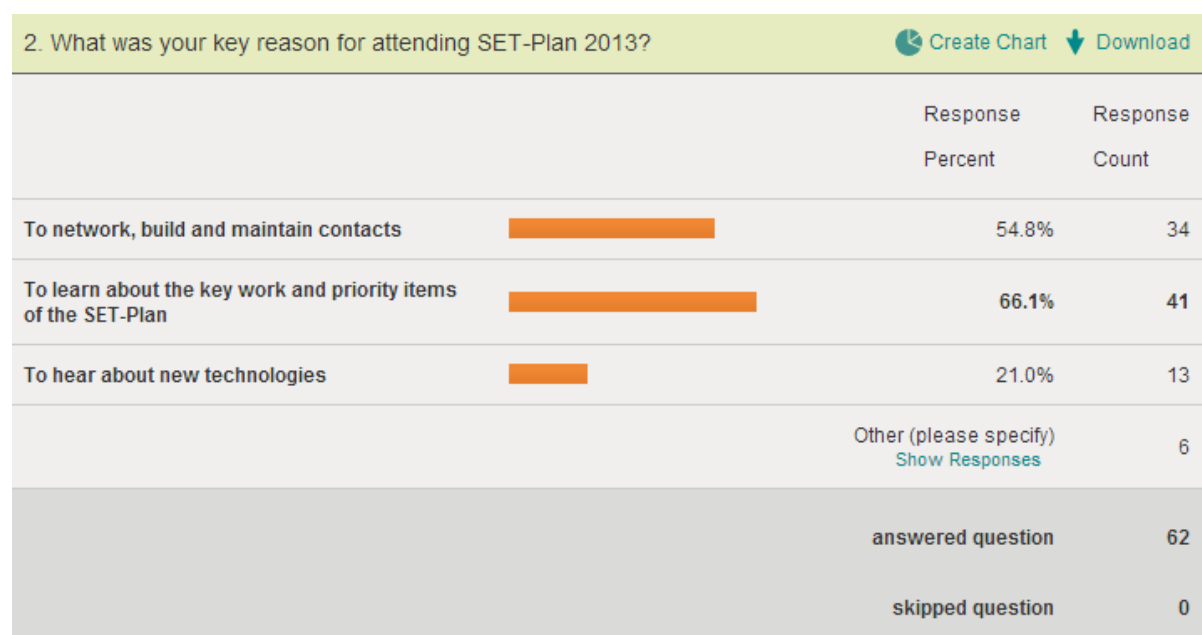 2. What was your key reason for attending SET-Plan 2013? Create Chart Download
Response Response
Percent Count
To network, build and maintain contacts 54.8% 34
To learn about the key work and priority items
of the SET-Plan 66.1% 41
To hear about new technologies 21.0% 13
Other (please specify) 6
Show Responses
answered question 62
skipped question 0